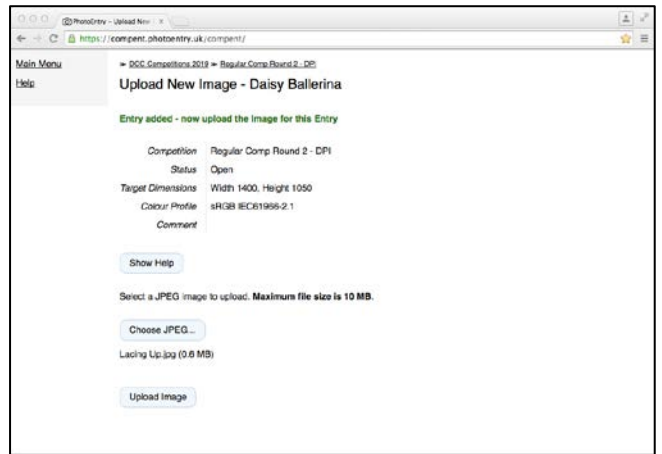 PhotoEntry - Upload New I
https://compent.photoentry.uk/compent/
Main Monu
Help
DCC Competitions 2019 Regular Comp Round 2 - DPI
Upload New Image - Daisy Ballerina
Entry added - now upload the Image for this Entry
Competition Regular Comp Round 2 - DPI
Status Open
Target Dimensions Width 1400, Height 1050
Colour Profile sRGB IEC61966-2.1
Comment
Show Help
Select a JPEG image to upload. Maximum file size is 10 MB.
Choose JPEG...
Lacing Up.jpg (0.6 MB)
Upload Image